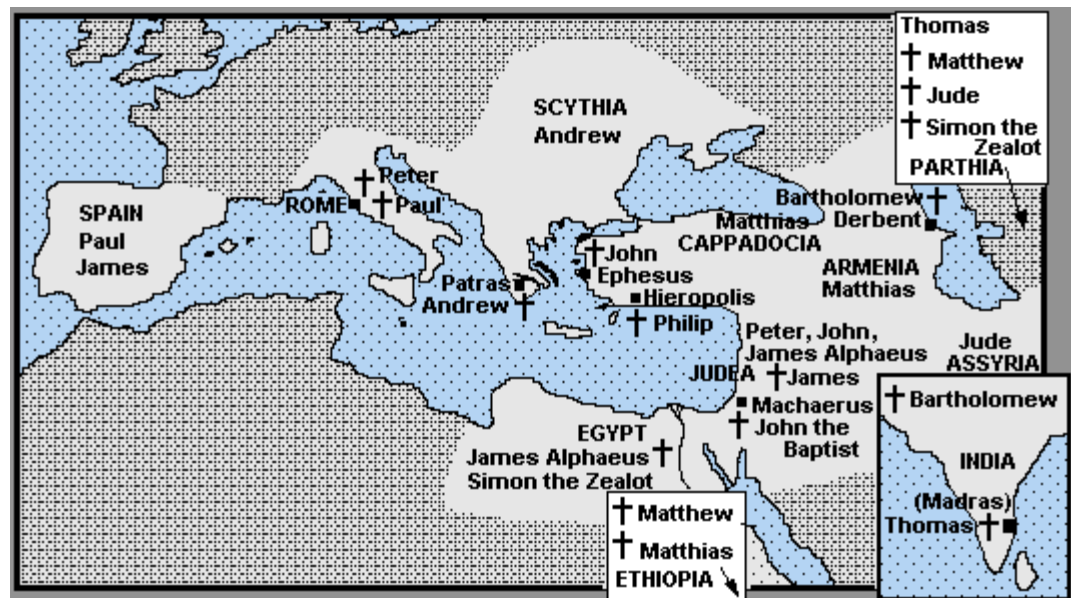 Thomas
† Matthew
† Jude
† Simon the
Zealot
PARTHIA
SCYTHIA
Andrew
† Peter
ROME † Paul
SPAIN
Paul
James
Bartholomew †
Derbent
Matthias
CAPPADOCIA
† John
Ephesus
Patras
Andrew †
Hieropolis
† Philip
ARMENIA
Matthias
Peter, John,
James Alphaeus
JUDEA † James
Jude
ASSYRIA
Machaerus
† John the
Baptist
EGYPT
James Alphaeus †
Simon the Zealot
† Matthew
† Matthias
ETHIOPIA
† Bartholomew
INDIA
(Madras)
Thomas †